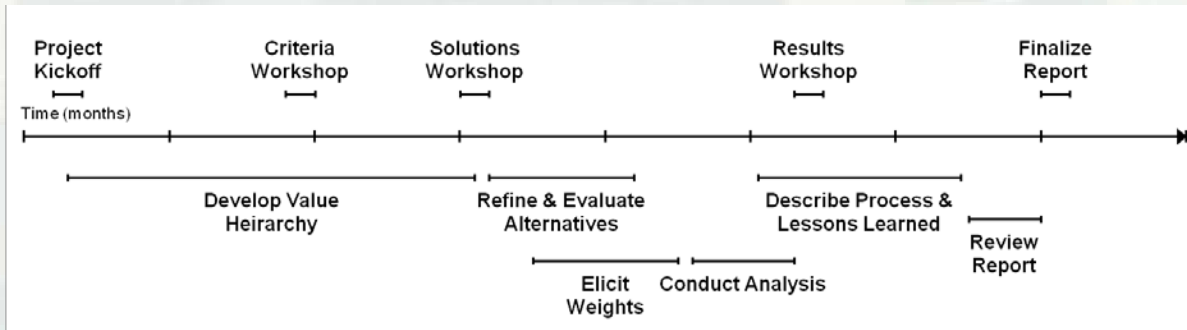 Project
Kickoff
Criteria
Workshop
Solutions
Workshop
Results
Workshop
Finalize
Report
Time (months)
Develop Value
Heirarchy
Refine & Evaluate
Alternatives
Describe Process &
Lessons Learned
Review
Report
Elicit
Weights
Conduct Analysis